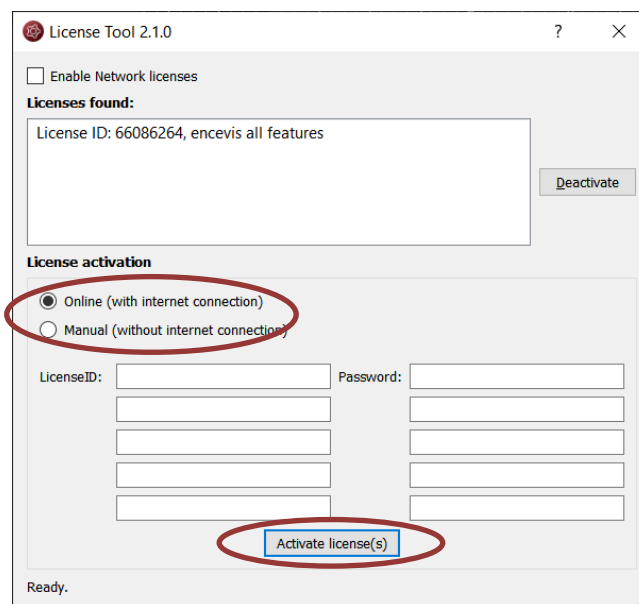 License Tool 2.1.0
?
Enable Network licenses
Licenses found:
License ID: 66086264, encevis all features
Deactivate
License activation
Online (with internet connection)
Manual (without internet connection)
LicenseID:
Password:
Activate license(s)
Ready.